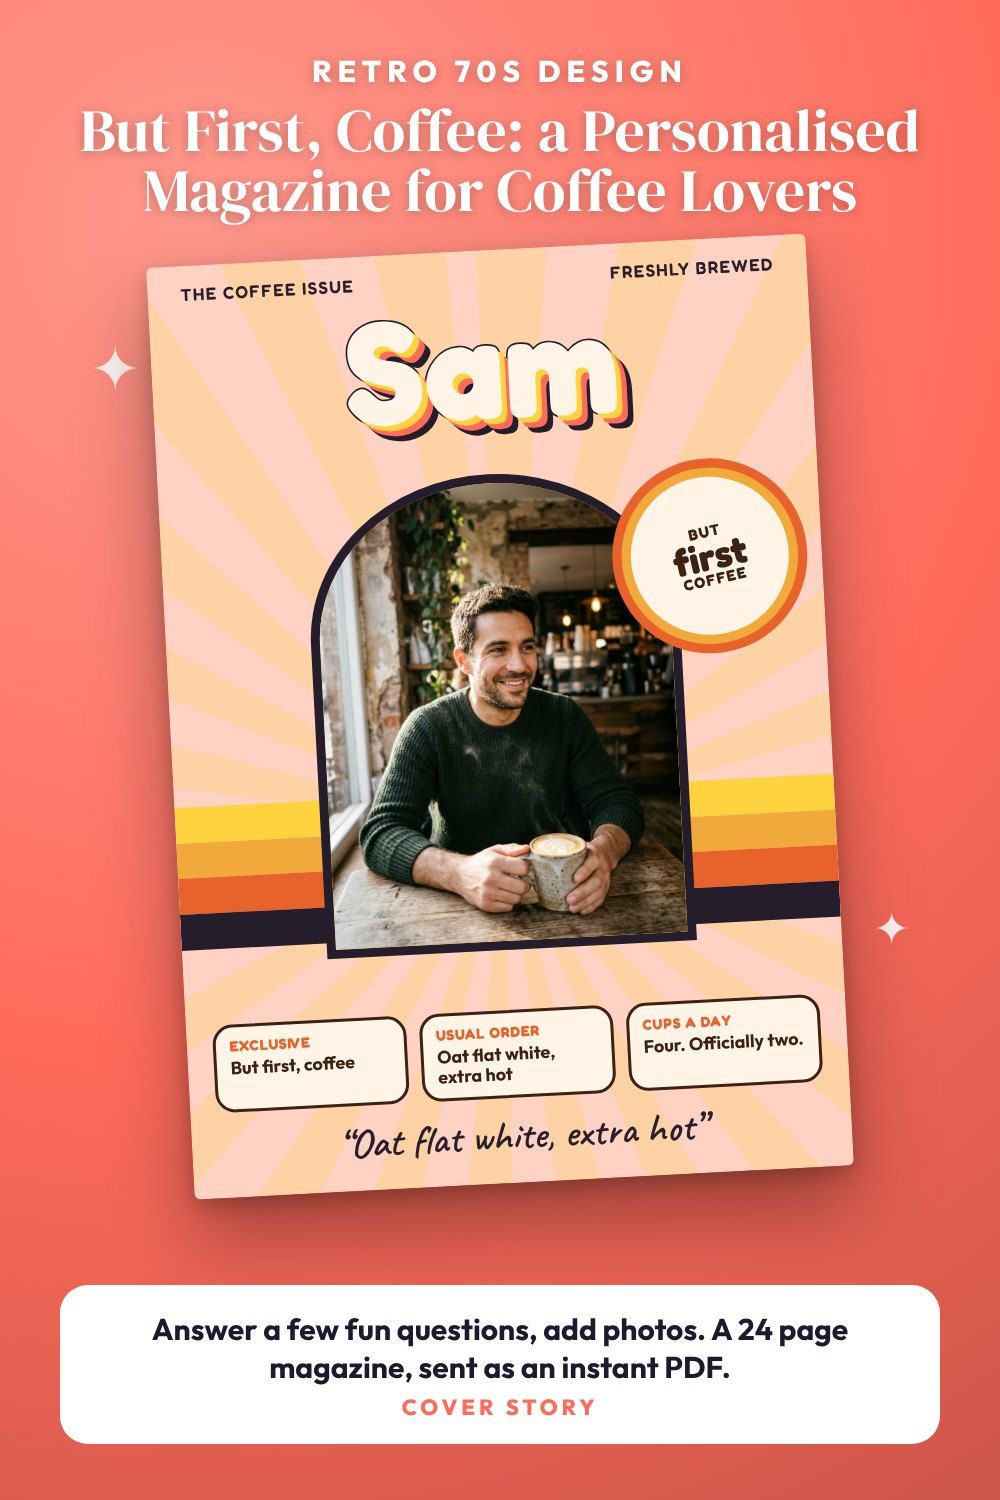 RETRO 70S DESIGN
But First, Coffee: a Personalised
Magazine for Coffee Lovers
THE COFFEE ISSUE
FRESHLY BREWED
Sam
BUT
first
COFFEE
EXCLUSIVE
But first, coffee
USUAL ORDER
Oat flat white,
extra hot
CUPS A DAY
Four. Officially two.
“Oat flat white, extra hot”
Answer a few fun questions, add photos. A 24 page
magazine, sent as an instant PDF.
COVER STORY